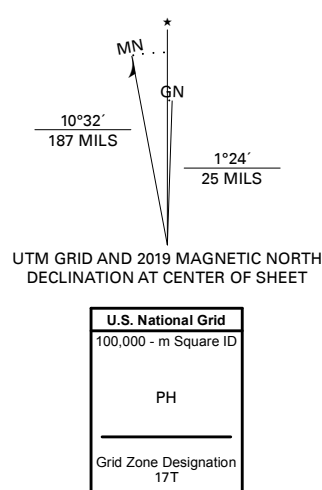 MN
GN
10°32´
187 MILS
1°24´
25 MILS
UTM GRID AND 2019 MAGNETIC NORTH
DECLINATION AT CENTER OF SHEET
U.S. National Grid
100,000 - m Square ID
PH
Grid Zone Designation
17T